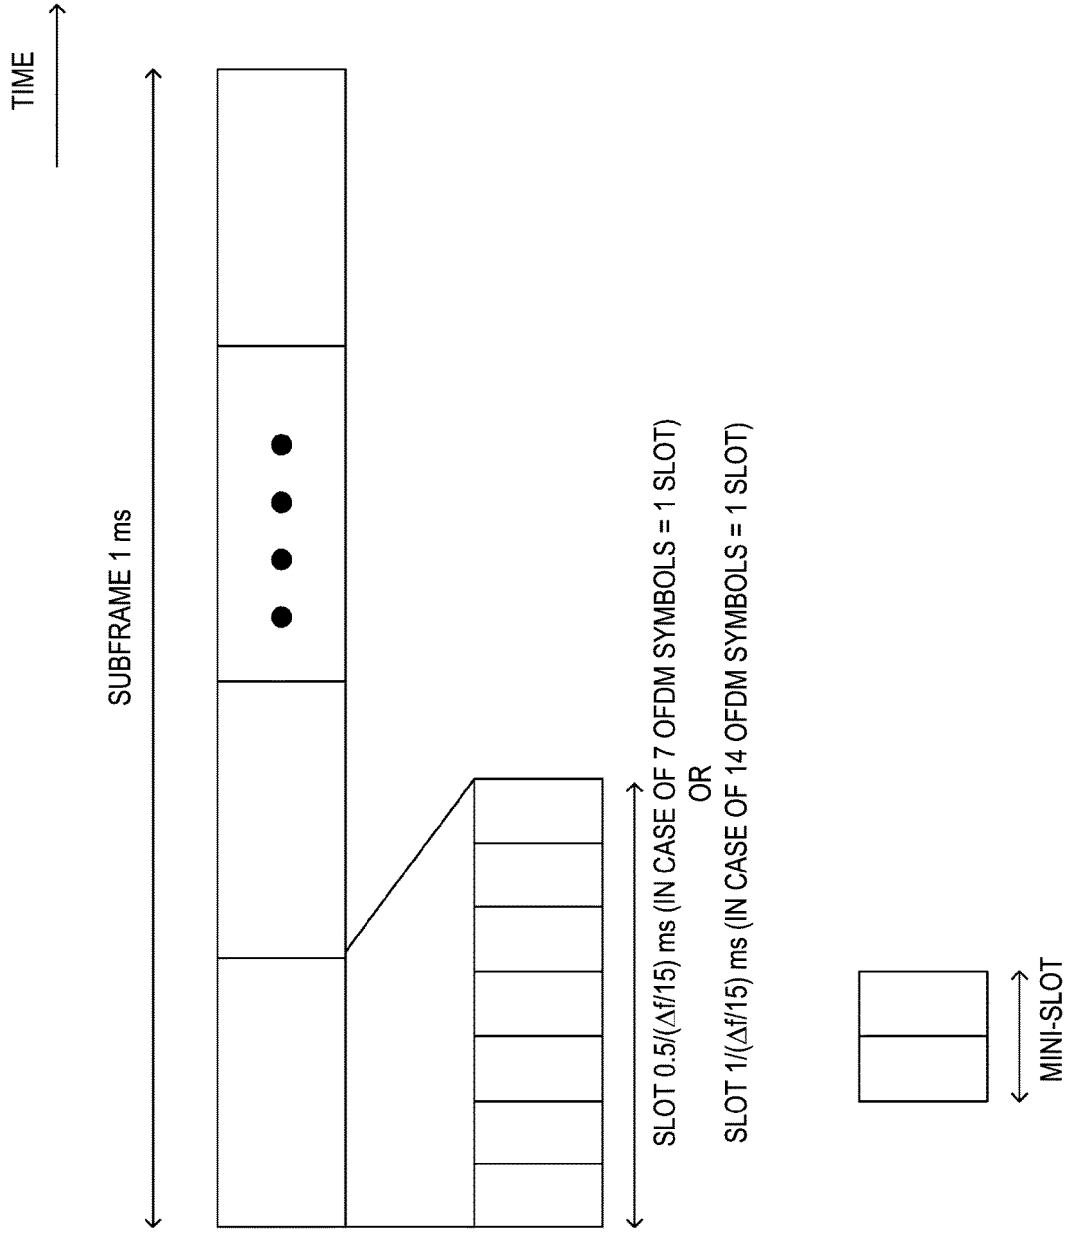 TIME
SUBFRAME 1 ms
SLOT 0.5/(Δf/15) ms (IN CASE OF 7 OFDM SYMBOLS = 1 SLOT)
OR
SLOT 1/(Δf/15) ms (IN CASE OF 14 OFDM SYMBOLS = 1 SLOT)
MINI-SLOT